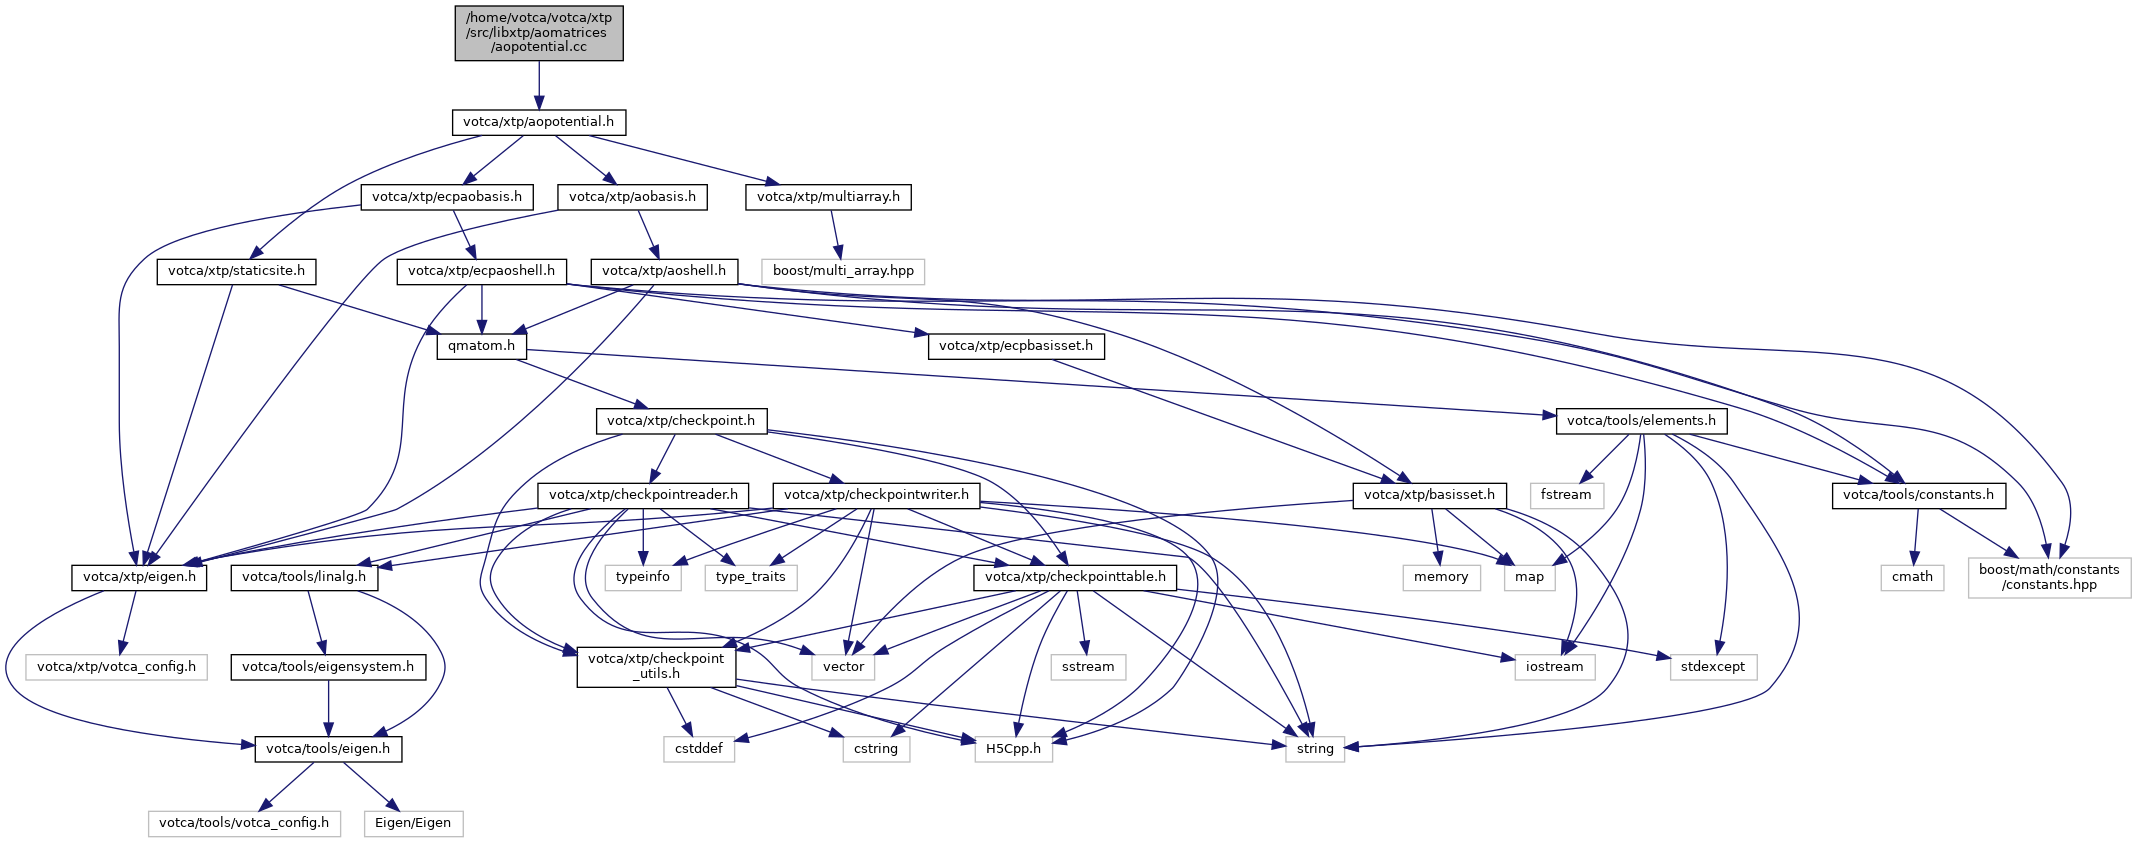 /home/votca/votca/xtp
/src/libxtp/aomatrices
/aopotential.cc
votca/xtp/aopotential.h
votca/xtp/ecpaobasis.h
votca/xtp/aobasis.h
votca/xtp/multiarray.h
votca/xtp/staticsite.h
votca/xtp/ecpaoshell.h
votca/xtp/aoshell.h
boost/multi_array.hpp
qmatom.h
votca/xtp/ecpbasisset.h
votca/xtp/checkpoint.h
votca/tools/elements.h
votca/xtp/checkpointreader.h
votca/xtp/checkpointwriter.h
votca/xtp/basisset.h
fstream
votca/tools/constants.h
votca/xtp/eigen.h
votca/tools/linalg.h
typeinfo
type_traits
votca/xtp/checkpointtable.h
memory
map
cmath
boost/math/constants
/constants.hpp
votca/xtp/votca_config.h
votca/tools/eigensystem.h
votca/xtp/checkpoint
_utils.h
vector
sstream
iostream
stdexcept
votca/tools/eigen.h
cstddef
cstring
H5Cpp.h
string
votca/tools/votca_config.h
Eigen/Eigen